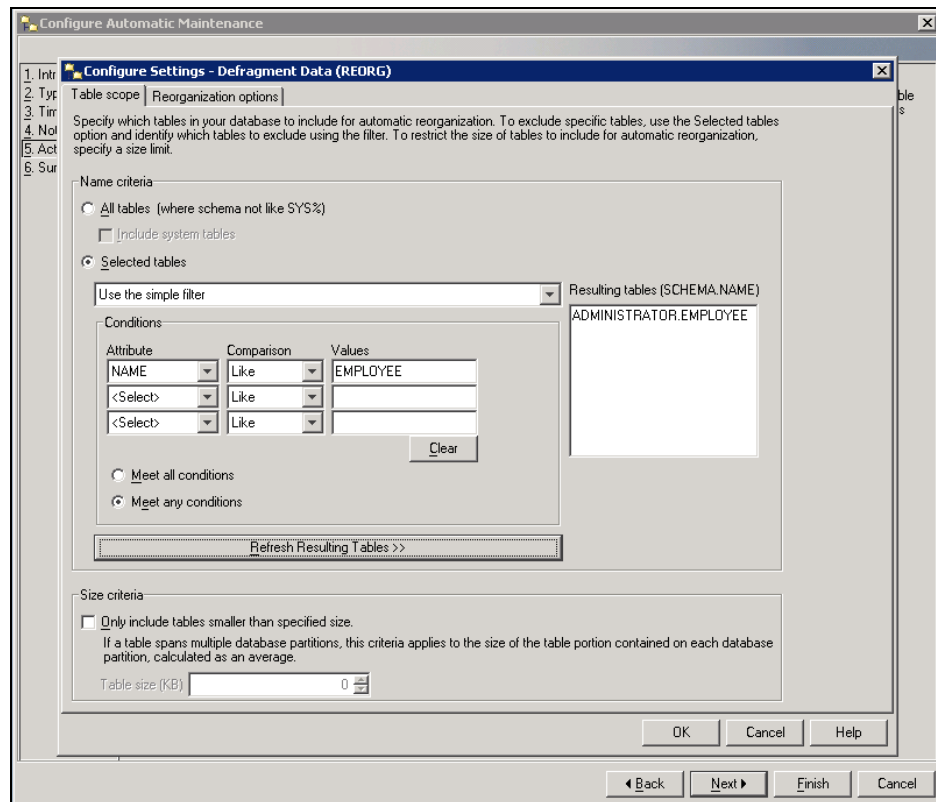 Configure Automatic Maintenance
1. Intr
2. Typ
3. Tim
4. Not
5. Act
6. Sur
ble
s
Configure Settings - Defragment Data (REORG)
Table scope
Reorganization options
Specify which tables in your database to include for automatic reorganization. To exclude specific tables, use the Selected tables
option and identify which tables to exclude using the filter. To restrict the size of tables to include for automatic reorganization,
specify a size limit.
Name criteria
All tables (where schema not like SYS%)
Include system tables
Selected tables
Use the simple filter
Resulting tables (SCHEMA.NAME)
ADMINISTRATOR.EMPLOYEE
Conditions
Attribute Comparison Values
NAME Like EMPLOYEE
<Select> Like
<Select> Like
Clear
Meet all conditions
Meet any conditions
Refresh Resulting Tables >>
Size criteria
Only include tables smaller than specified size.
If a table spans multiple database partitions, this criteria applies to the size of the table portion contained on each database
partition, calculated as an average.
Table size (KB) 0
OK Cancel Help
Back Next Finish Cancel